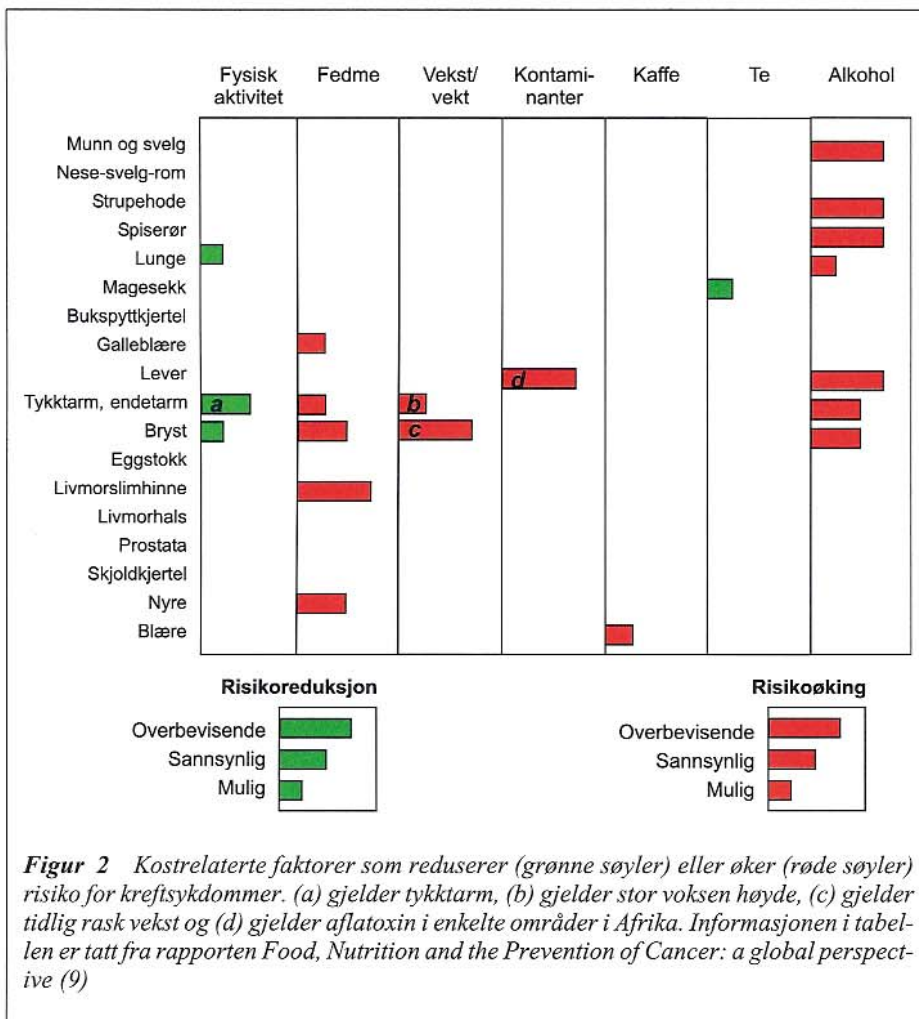 Fysisk aktivitet
Fedme
Vekst/
vekt
Kontami-
nanter
Kaffe
Te
Alkohol
Munn og svelg
Nese-svelg-rom
Strupehode
Spiserør
Lunge
Magesekk
Bukspyttkjertel
Galleblære
Lever
d
Tykktarm, endetarm
a
b
Bryst
c
Eggstokk
Livmorslimhinne
Livmorhals
Prostata
Skjoldkjertel
Nyre
Blære
Risikoreduksjon
Overbevisende
Sannsynlig
Mulig
Risikoøking
Overbevisende
Sannsynlig
Mulig
Figur 2 Kostrelaterte faktorer som reduserer (grønne søyler) eller øker (røde søyler)
risiko for kreftsykdommer. (a) gjelder tykktarm, (b) gjelder stor voksen høyde, (c) gjelder
tidlig rask vekst og (d) gjelder aflatoxin i enkelte områder i Afrika. Informasjonen i tabel-
len er tatt fra rapporten Food, Nutrition and the Prevention of Cancer: a global perspect-
ive (9)